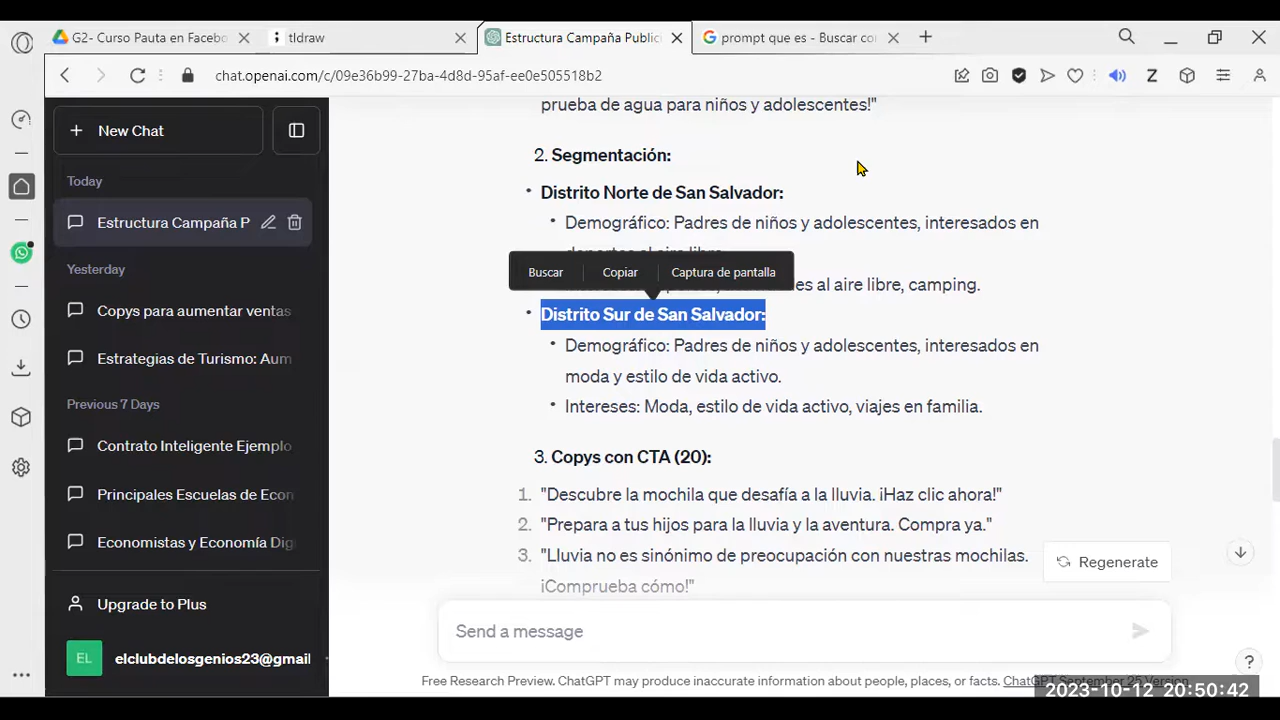 G2- Curso Pauta en Facebo
tldraw
Estructura Campaña Public
prompt que es - Buscar co
chat.openai.com/c/09e36b99-27ba-4d8d-95af-ee0e505518b2
New Chat
Today
Estructura Campaña P
Yesterday
Copys para aumentar ventas
Estrategias de Turismo: Aum
Previous 7 Days
Contrato Inteligente Ejemplo
Principales Escuelas de Econ
Economistas y Economía Dig
Upgrade to Plus
EL
elclubdelosgenios23@gmail
prueba de agua para niños y adolescentes!"
2. Segmentación:
Distrito Norte de San Salvador:
Demográfico: Padres de niños y adolescentes, interesados en
deportes al aire libre.
Buscar
Copiar
Captura de pantalla
es al aire libre, camping.
Distrito Sur de San Salvador:
Demográfico: Padres de niños y adolescentes, interesados en
moda y estilo de vida activo.
Intereses: Moda, estilo de vida activo, viajes en familia.
3. Copys con CTA (20):
1. "Descubre la mochila que desafía a la lluvia. ¡Haz clic ahora!"
2. "Prepara a tus hijos para la lluvia y la aventura. Compra ya."
3. "Lluvia no es sinónimo de preocupación con nuestras mochilas.
¡Comprueba cómo!"
Regenerate
Send a message
Free Research Preview. ChatGPT may produce inaccurate information about people, places, or facts. ChatGPT September 25 Version
?
2023-10-12 20:50:42